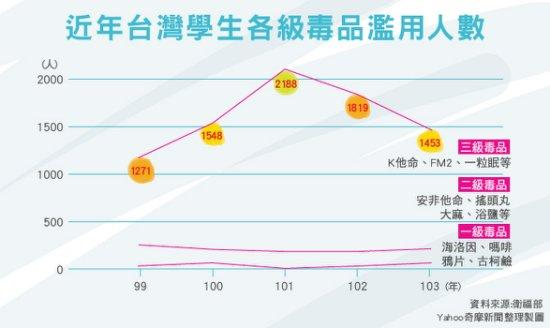 近年台灣學生各級毒品濫用人數
(人)
2000
1500
1000
500
0
1271
1548
2188
1819
1453
三級毒品
K他命、FM2、一粒眠等
二級毒品
安非他命、搖頭丸
大麻、浴鹽等
一級毒品
海洛因、嗎啡
鴉片、古柯鹼
99 100 101 102 103 (年)
資料來源:衛福部
Yahoo奇摩新聞整理製圖